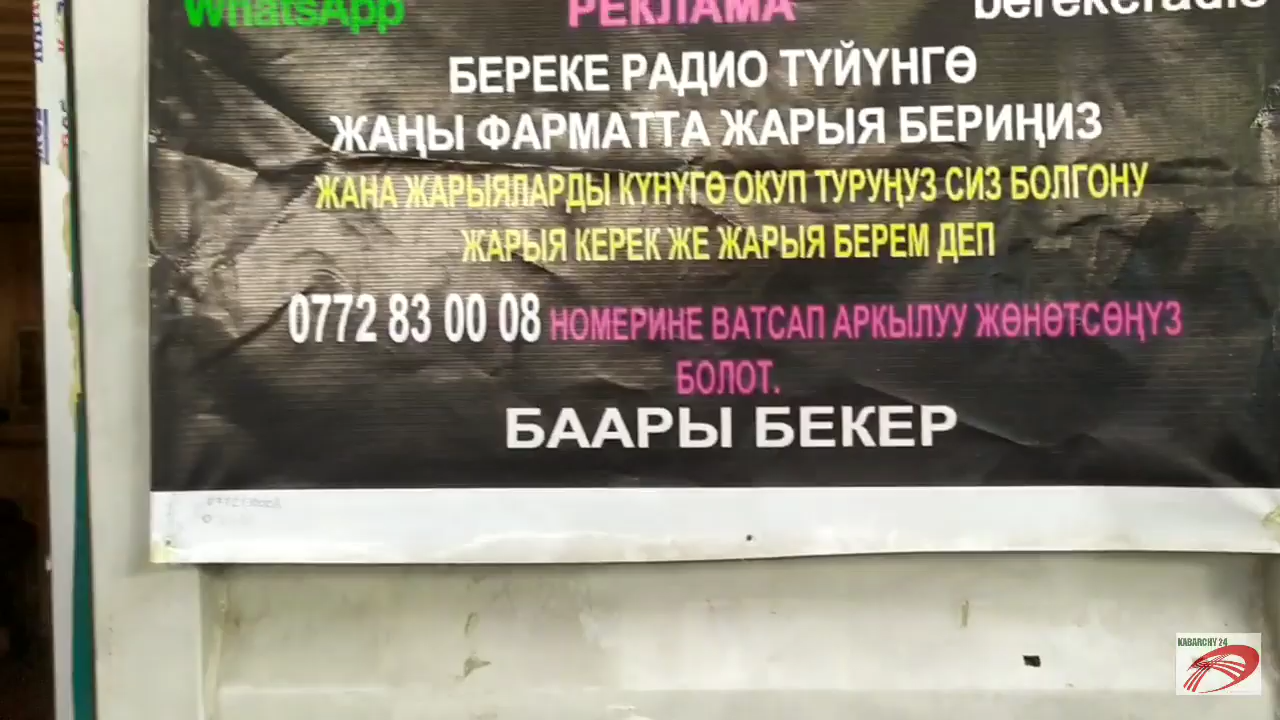 WhatsApp РЕКЛАМА berekeradio
БЕРЕКЕ РАДИО ТҮЙҮНГӨ
ЖАҢЫ ФАРМАТТА ЖАРЫЯ БЕРИҢИЗ
ЖАНА ЖАРЫЯЛАРДЫ КҮНҮГӨ ОКУП ТУРУҢУЗ СИЗ БОЛГОНУ
ЖАРЫЯ КЕРЕК ЖЕ ЖАРЫЯ БЕРЕМ ДЕП
0772 83 00 08 НОМЕРИНЕ ВАТСАП АРКЫЛУУ ЖӨНӨТСӨҢҮЗ
БОЛОТ.
БААРЫ БЕКЕР
KABARCHY 24